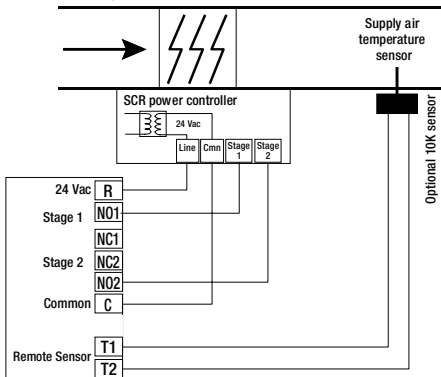 Supply air
temperature
sensor
SCR power controller
24 Vac
Line
Cmn
Stage
1
Stage
2
Optional 10K sensor
24 Vac
R
Stage 1
NO1
NC1
Stage 2
NC2
NO2
Common
C
Remote Sensor
T1
T2